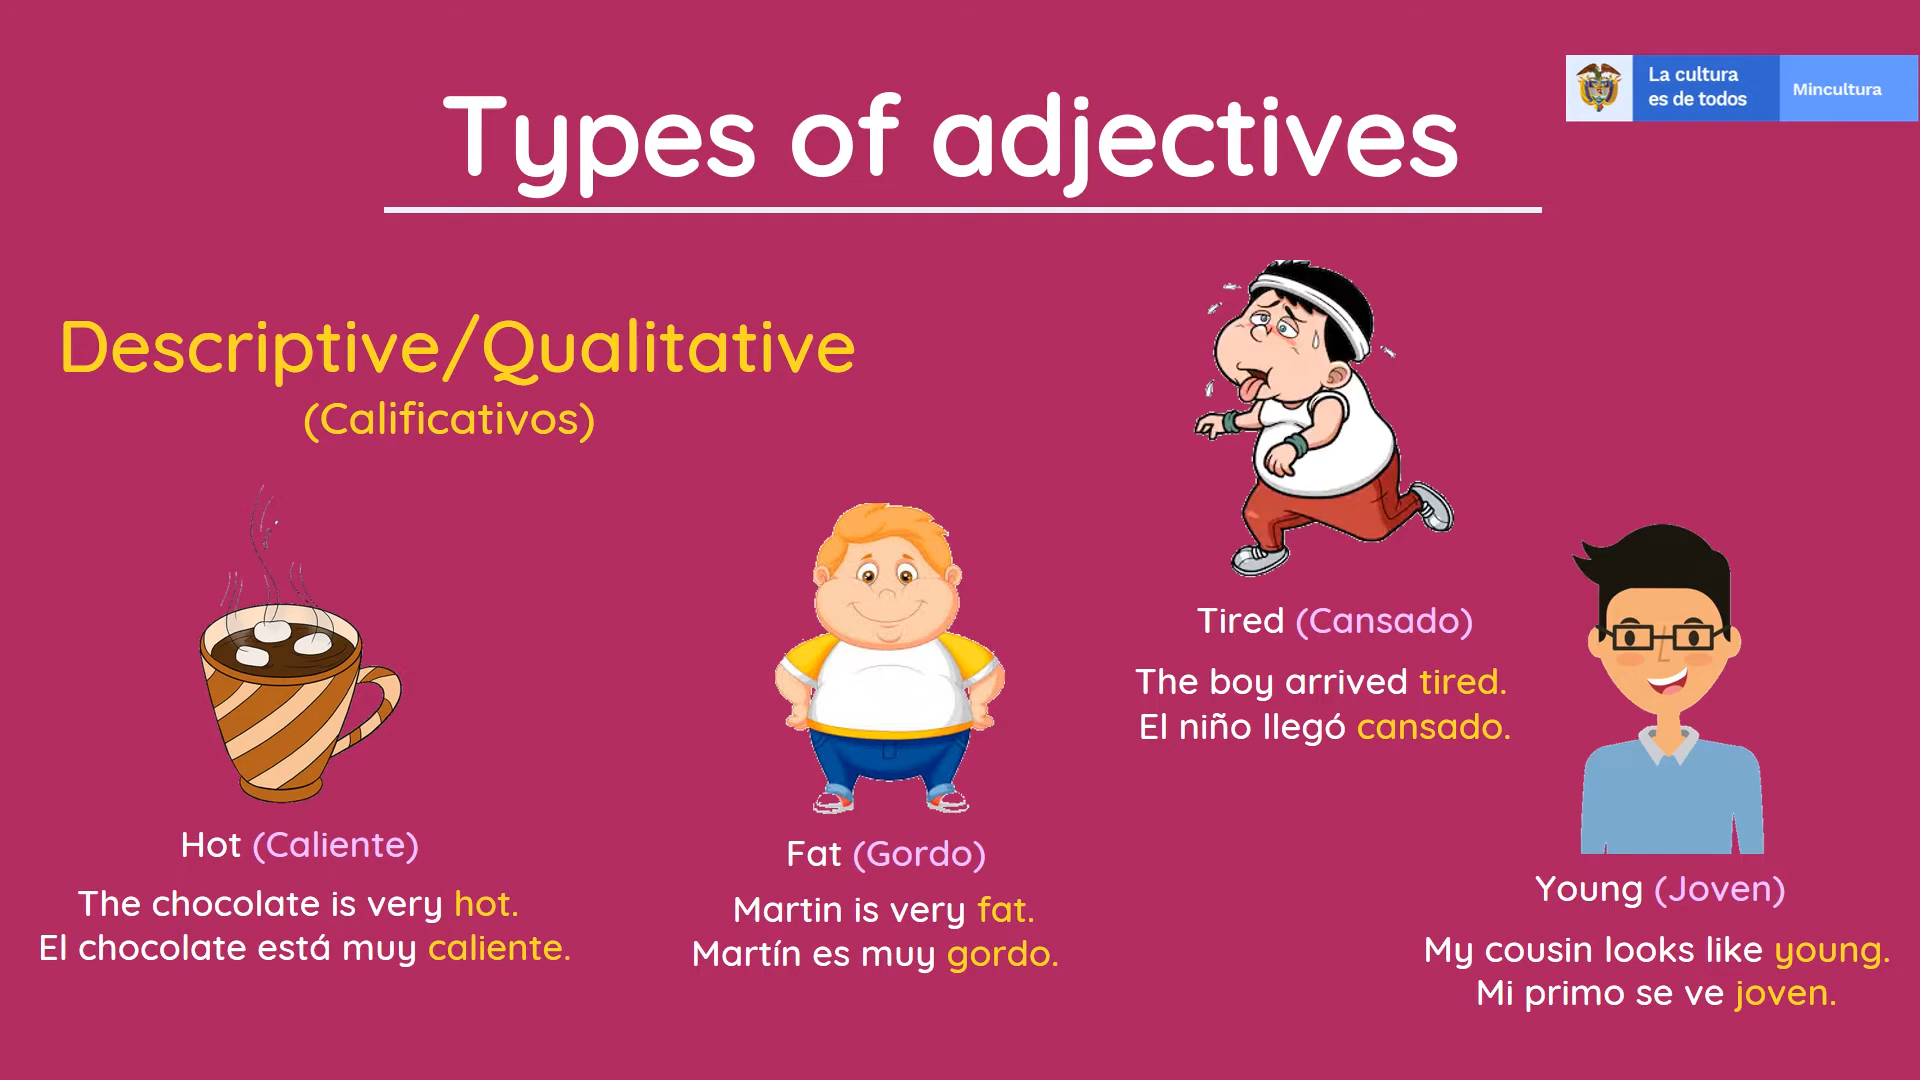 Types of adjectives
La cultura
es de todos
Mincultura
Descriptive/Qualitative
(Calificativos)
Hot (Caliente)
The chocolate is very hot.
El chocolate está muy caliente.
Fat (Gordo)
Martin is very fat.
Martín es muy gordo.
Tired (Cansado)
The boy arrived tired.
El niño llegó cansado.
Young (Joven)
My cousin looks like young.
Mi primo se ve joven.